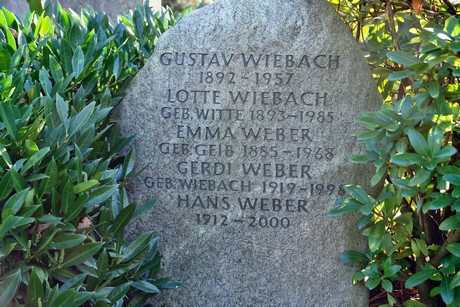 GUSTAV WIEBACH
1892-1957
LOTTE WIEBACH
GEB. WITTE 1893-1985
EMMA WEBER
GEB. GEIB 1885-1968
GERDI WEBER
GEB. WIEBACH 1919-1998
HANS WEBER
1912-2000